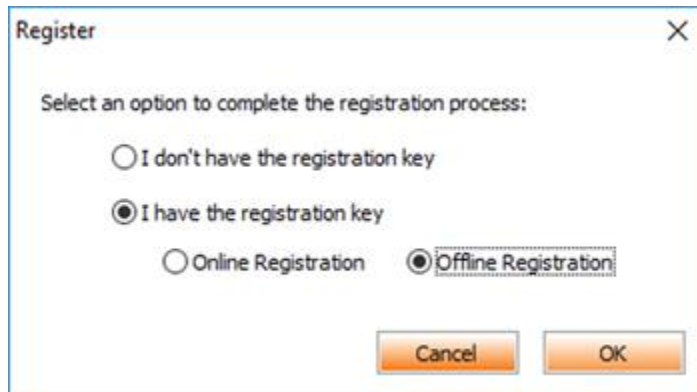 Register
Select an option to complete the registration process:
I don't have the registration key
I have the registration key
Online Registration Offline Registration
Cancel OK